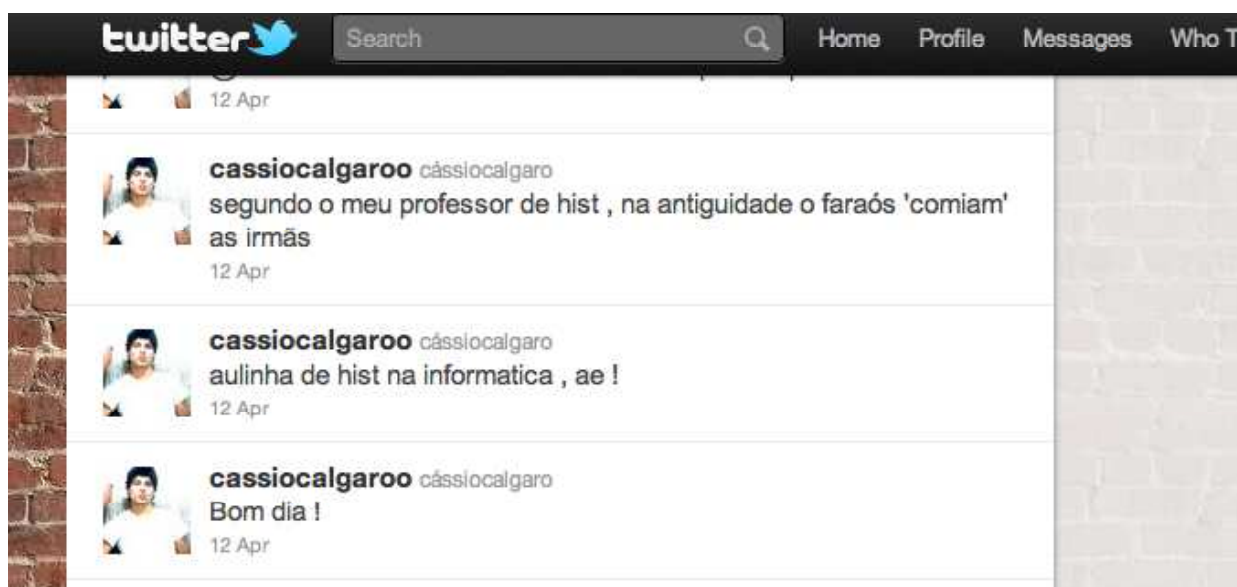 twitter Search Home Profile Messages Who T
12 Apr
cassiocalgaroo cássiocalgaro
segundo o meu professor de hist , na antiguidade o faraós 'comiam'
as irmãs
12 Apr
cassiocalgaroo cássiocalgaro
aulinha de hist na informatica , ae !
12 Apr
cassiocalgaroo cássiocalgaro
Bom dia !
12 Apr